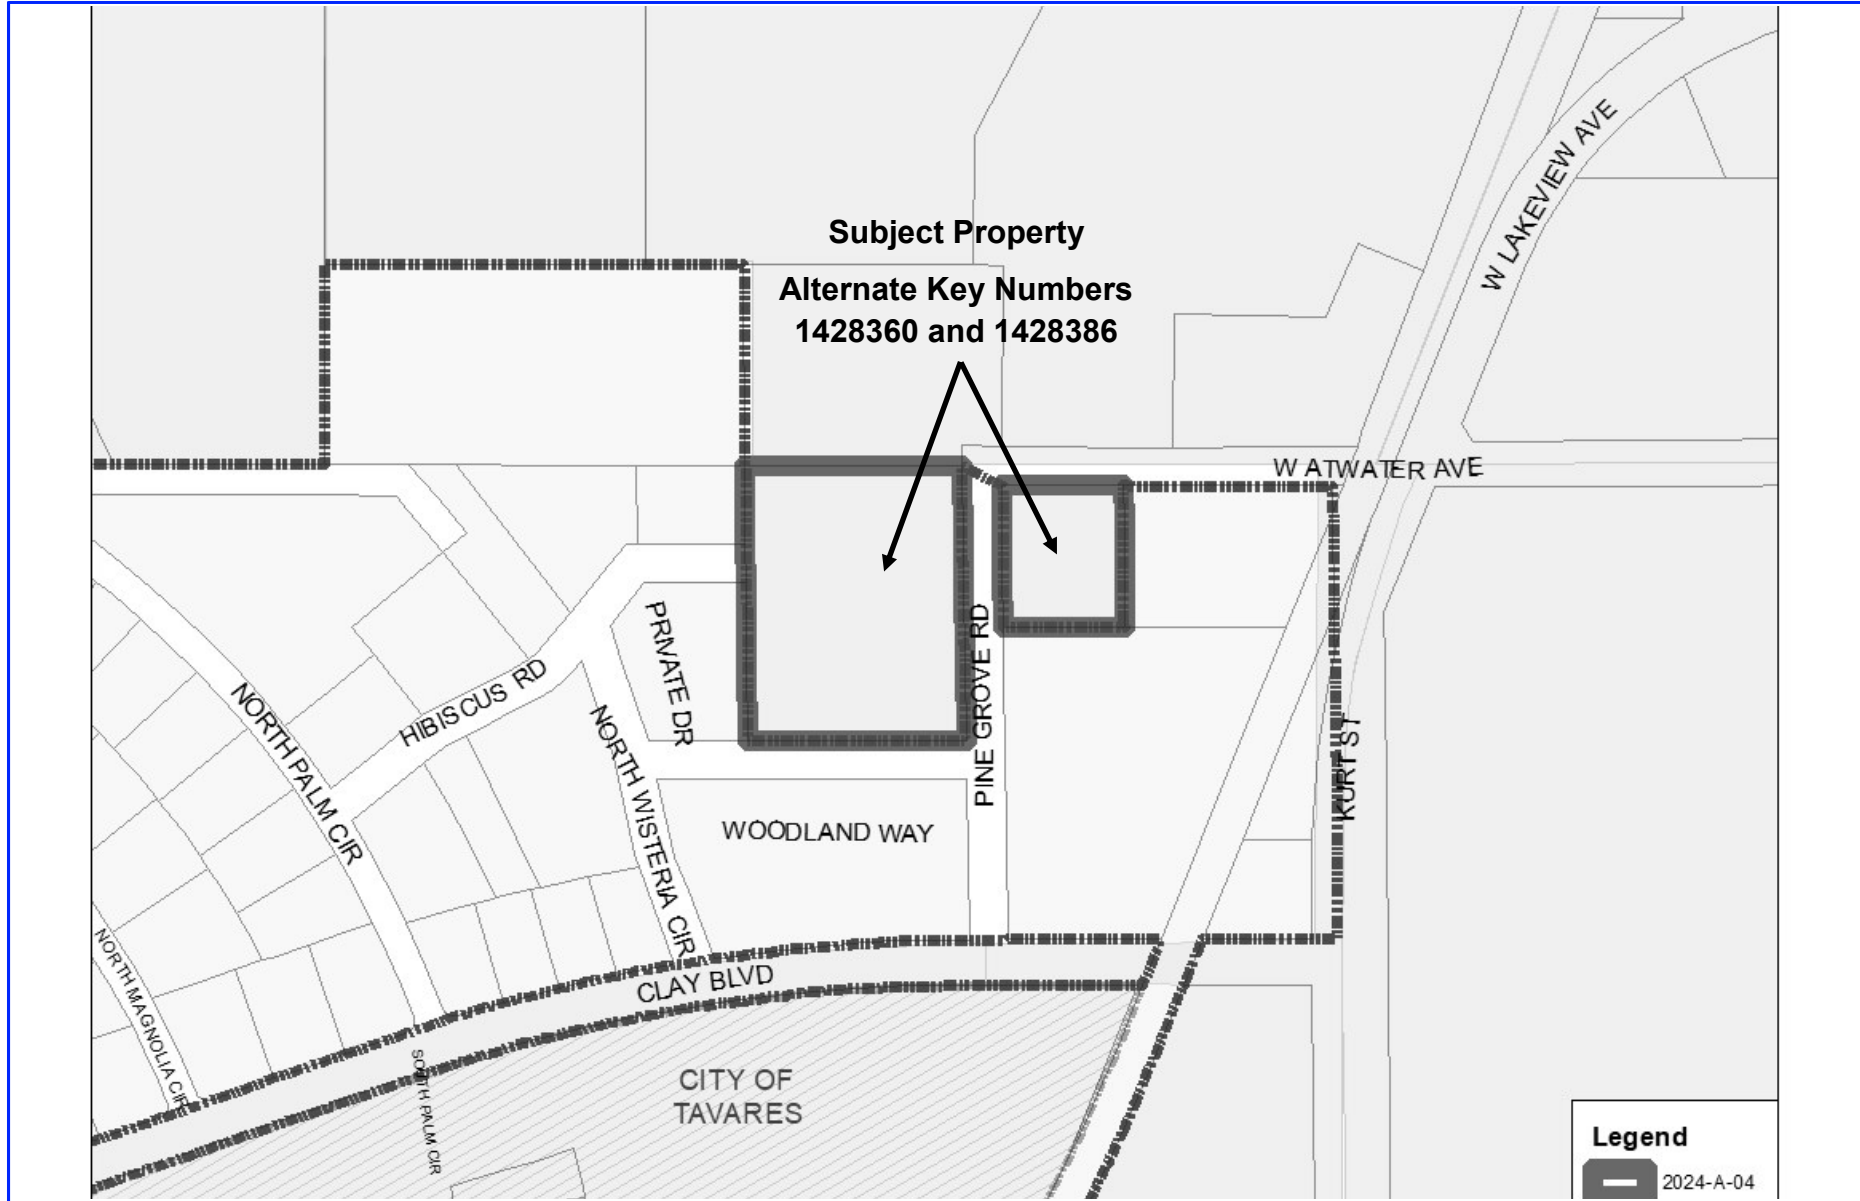 W LAKEVIEW AVE
Subject Property
Alternate Key Numbers
1428360 and 1428386
W ATWATER AVE
PRIVATE DR
PINE GROVE RD
HIBISCUS RD
NORTH PALM CIR
NORTH WISTERIA CIR
KURT ST
WOODLAND WAY
NORTH MAGNOLIA CIR
CLAY BLVD
SOUTH PALM CIR
CITY OF
TAVARES
Legend
2024-A-04